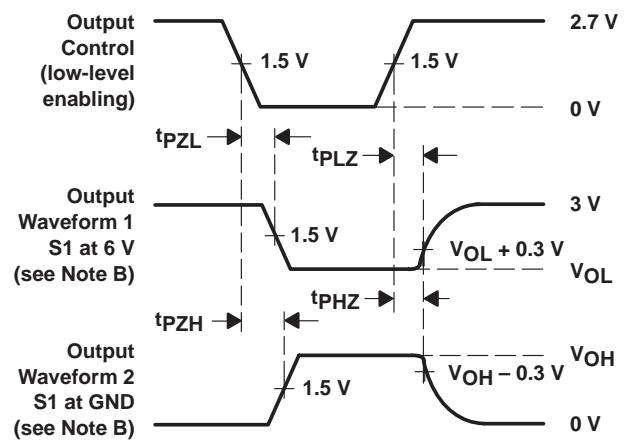 Output
Control
(low-level
enabling)
1.5 V
1.5 V
2.7 V
0 V
tPZL
tPLZ
Output
Waveform 1
S1 at 6 V
(see Note B)
1.5 V
3 V
VOL + 0.3 V
VOL
tPZH
tPHZ
Output
Waveform 2
S1 at GND
(see Note B)
1.5 V
VOH
VOH – 0.3 V
0 V